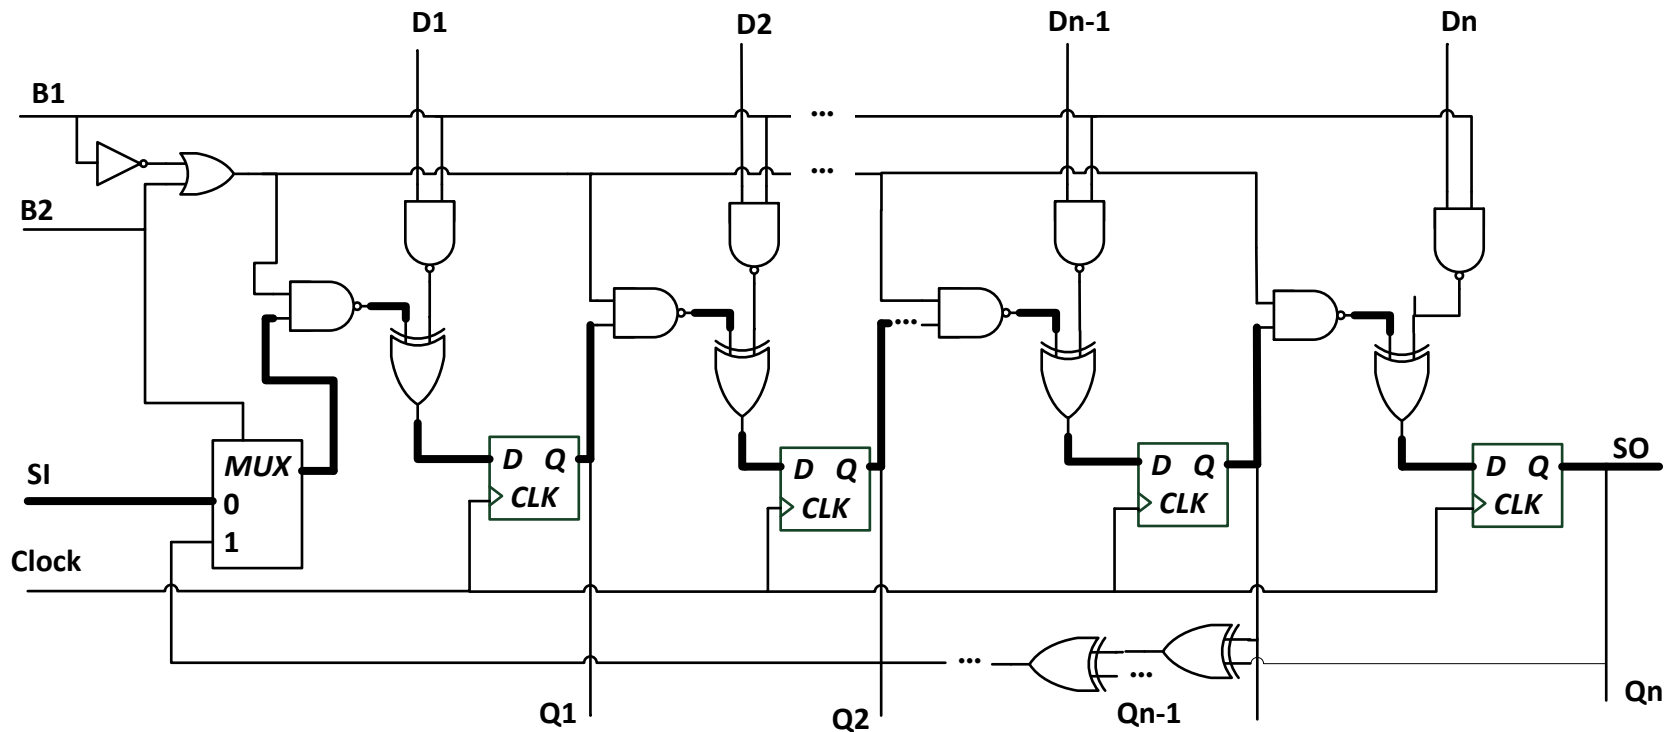 D1 D2 Dn-1 Dn
B1 ...
...
B2
...
MUX D Q D Q D Q D Q SO
SI 0 CLK CLK CLK CLK
1
Clock
... ...
Q1 Q2 Qn-1 Qn